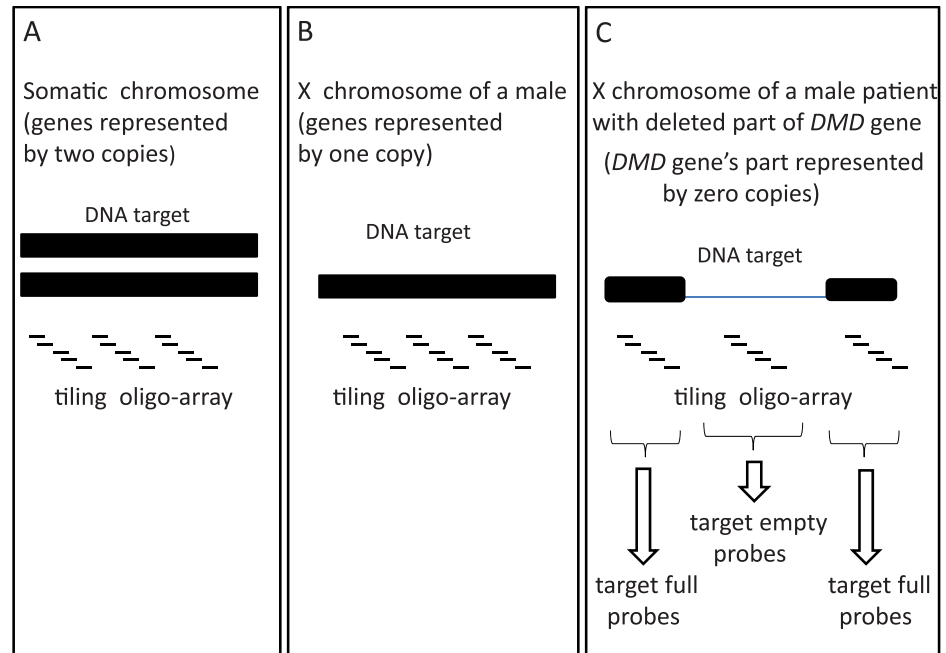 A
Somatic chromosome
(genes represented
by two copies)
DNA target
tiling oligo-array
B
X chromosome of a male
(genes represented
by one copy)
DNA target
tiling oligo-array
C
X chromosome of a male patient
with deleted part of DMD gene
(DMD gene's part represented
by zero copies)
DNA target
tiling oligo-array
target empty
probes
target full
probes
target full
probes